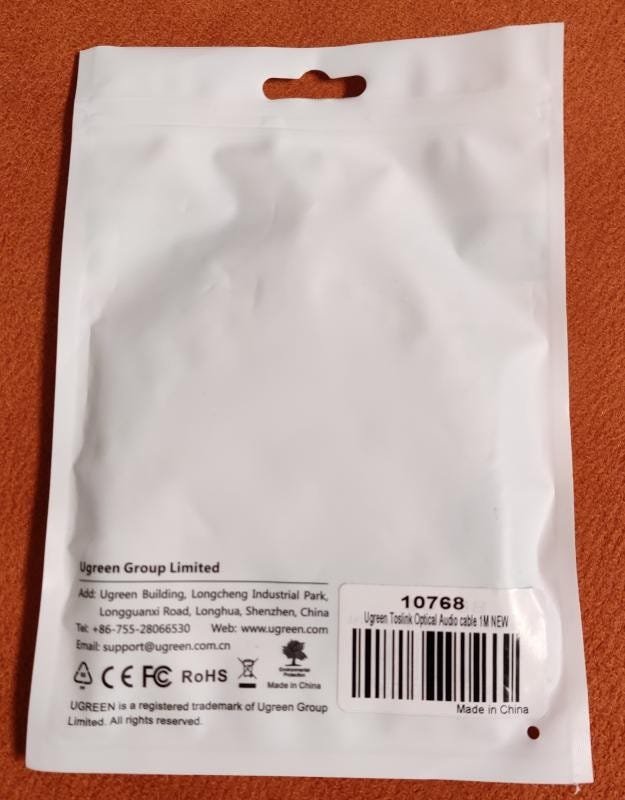 Ugreen Group Limited
Add: Ugreen Building, Longcheng Industrial Park,
Longguanxi Road, Longhua, Shenzhen, China
Tel: +86-755-28066530 Web: www.ugreen.com
Email: support@ugreen.com.cn
CE FC RoHS
Environmental
Protection
Made in China
UGREEN is a registered trademark of Ugreen Group
Limited. All rights reserved.
10768
Ugreen Toslink Optical Audio cable 1M NEW
Made in China